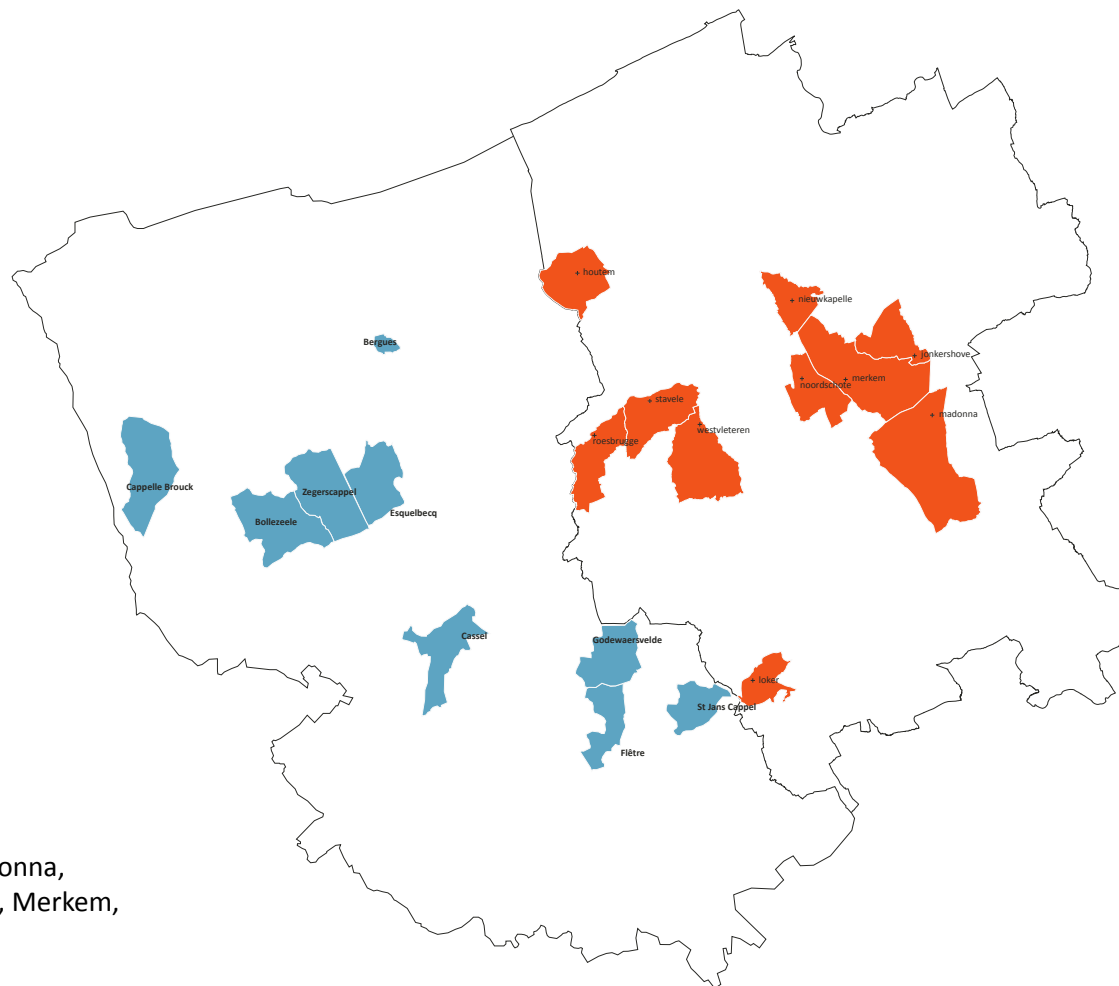 houtem
nieuwkapelle
Bergues
jonkershove
merkem
noordschote
stavele
madonna
westvleteren
roesbrugge
Cappelle Brouck
Zegerscappel
Esquelbecq
Bollezeele
Cassel
Godewaersvelde
loker
St Jans Cappel
Flêtre
onna,
, Merkem,